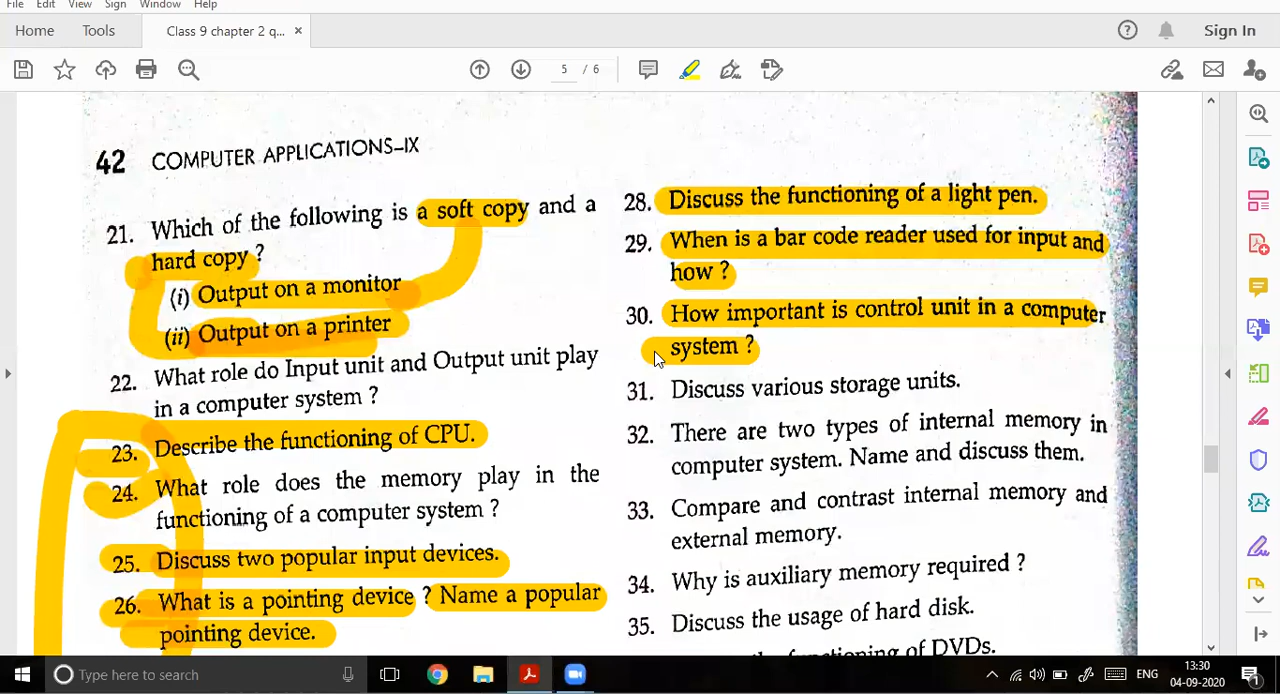 File Edit View Sign Window Help
Home Tools Class 9 chapter 2 q... × Sign In
5 / 6
42 COMPUTER APPLICATIONS–IX
21. Which of the following is a soft copy and a
hard copy ?
(i) Output on a monitor
(ii) Output on a printer
22. What role do Input unit and Output unit play
in a computer system ?
23. Describe the functioning of CPU.
24. What role does the memory play in the
functioning of a computer system ?
25. Discuss two popular input devices.
26. What is a pointing device ? Name a popular
pointing device.
28. Discuss the functioning of a light pen.
29. When is a bar code reader used for input and
how ?
30. How important is control unit in a computer
system ?
31. Discuss various storage units.
32. There are two types of internal memory in
computer system. Name and discuss them.
33. Compare and contrast internal memory and
external memory.
34. Why is auxiliary memory required ?
35. Discuss the usage of hard disk.
functioning of DVDs.
Type here to search
ENG
13:30
04-09-2020
1